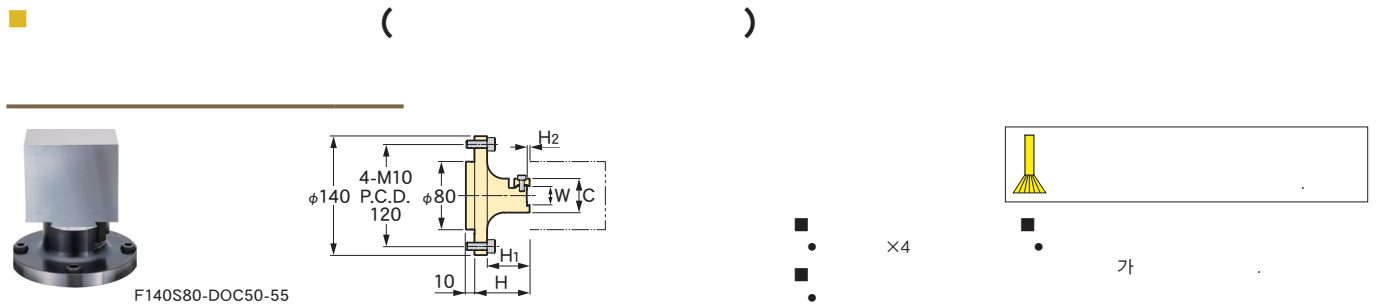 ( )
H2
4-M10
φ140 P.C.D. φ80 W C
120
H1
10 H
F140S80-DOC50-55
.
×4
가 .